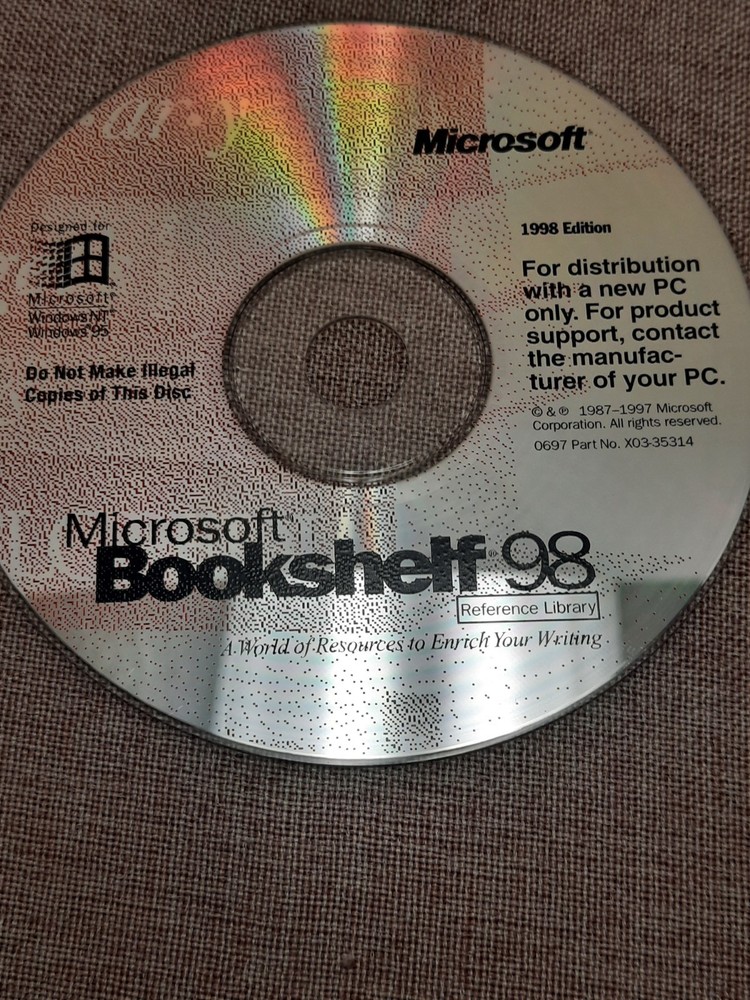 ·ar·y
Microsoft®
Designed for
Microsoft®
Windows NT®
Windows®95
Do Not Make Illegal
Copies of This Disc
1998 Edition
For distribution
with a new PC
only. For product
support, contact
the manufac-
turer of your PC.
© & ℗ 1987–1997 Microsoft
Corporation. All rights reserved.
0697 Part No. X03-35314
Microsoft®
Bookshelf® 98
Reference Library
A World of Resources to Enrich Your Writing